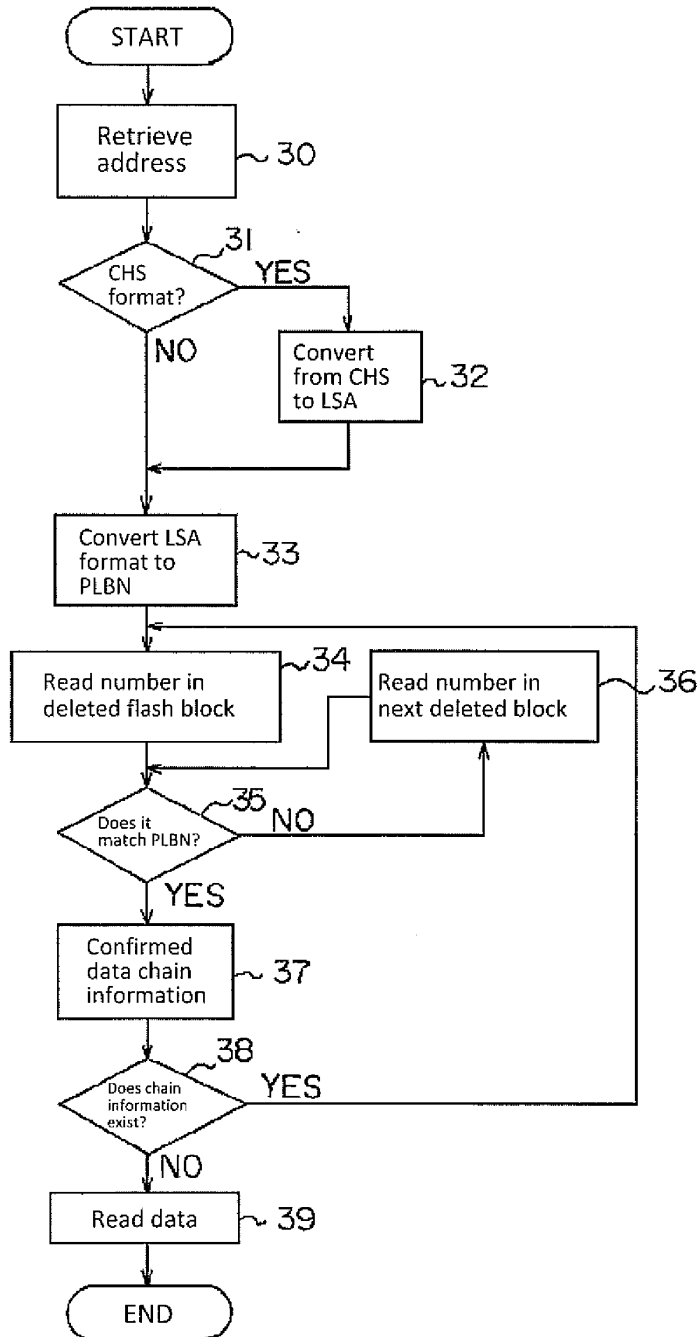 START
Retrieve
address
30
31
CHS
format?
YES
NO
Convert
from CHS
to LSA
32
Convert LSA
format to
PLBN
33
34
Read number in
deleted flash block
Read number in
next deleted block
36
35
Does it
match PLBN?
NO
YES
Confirmed
data chain
information
37
38
Does chain
information
exist?
YES
NO
Read data
39
END